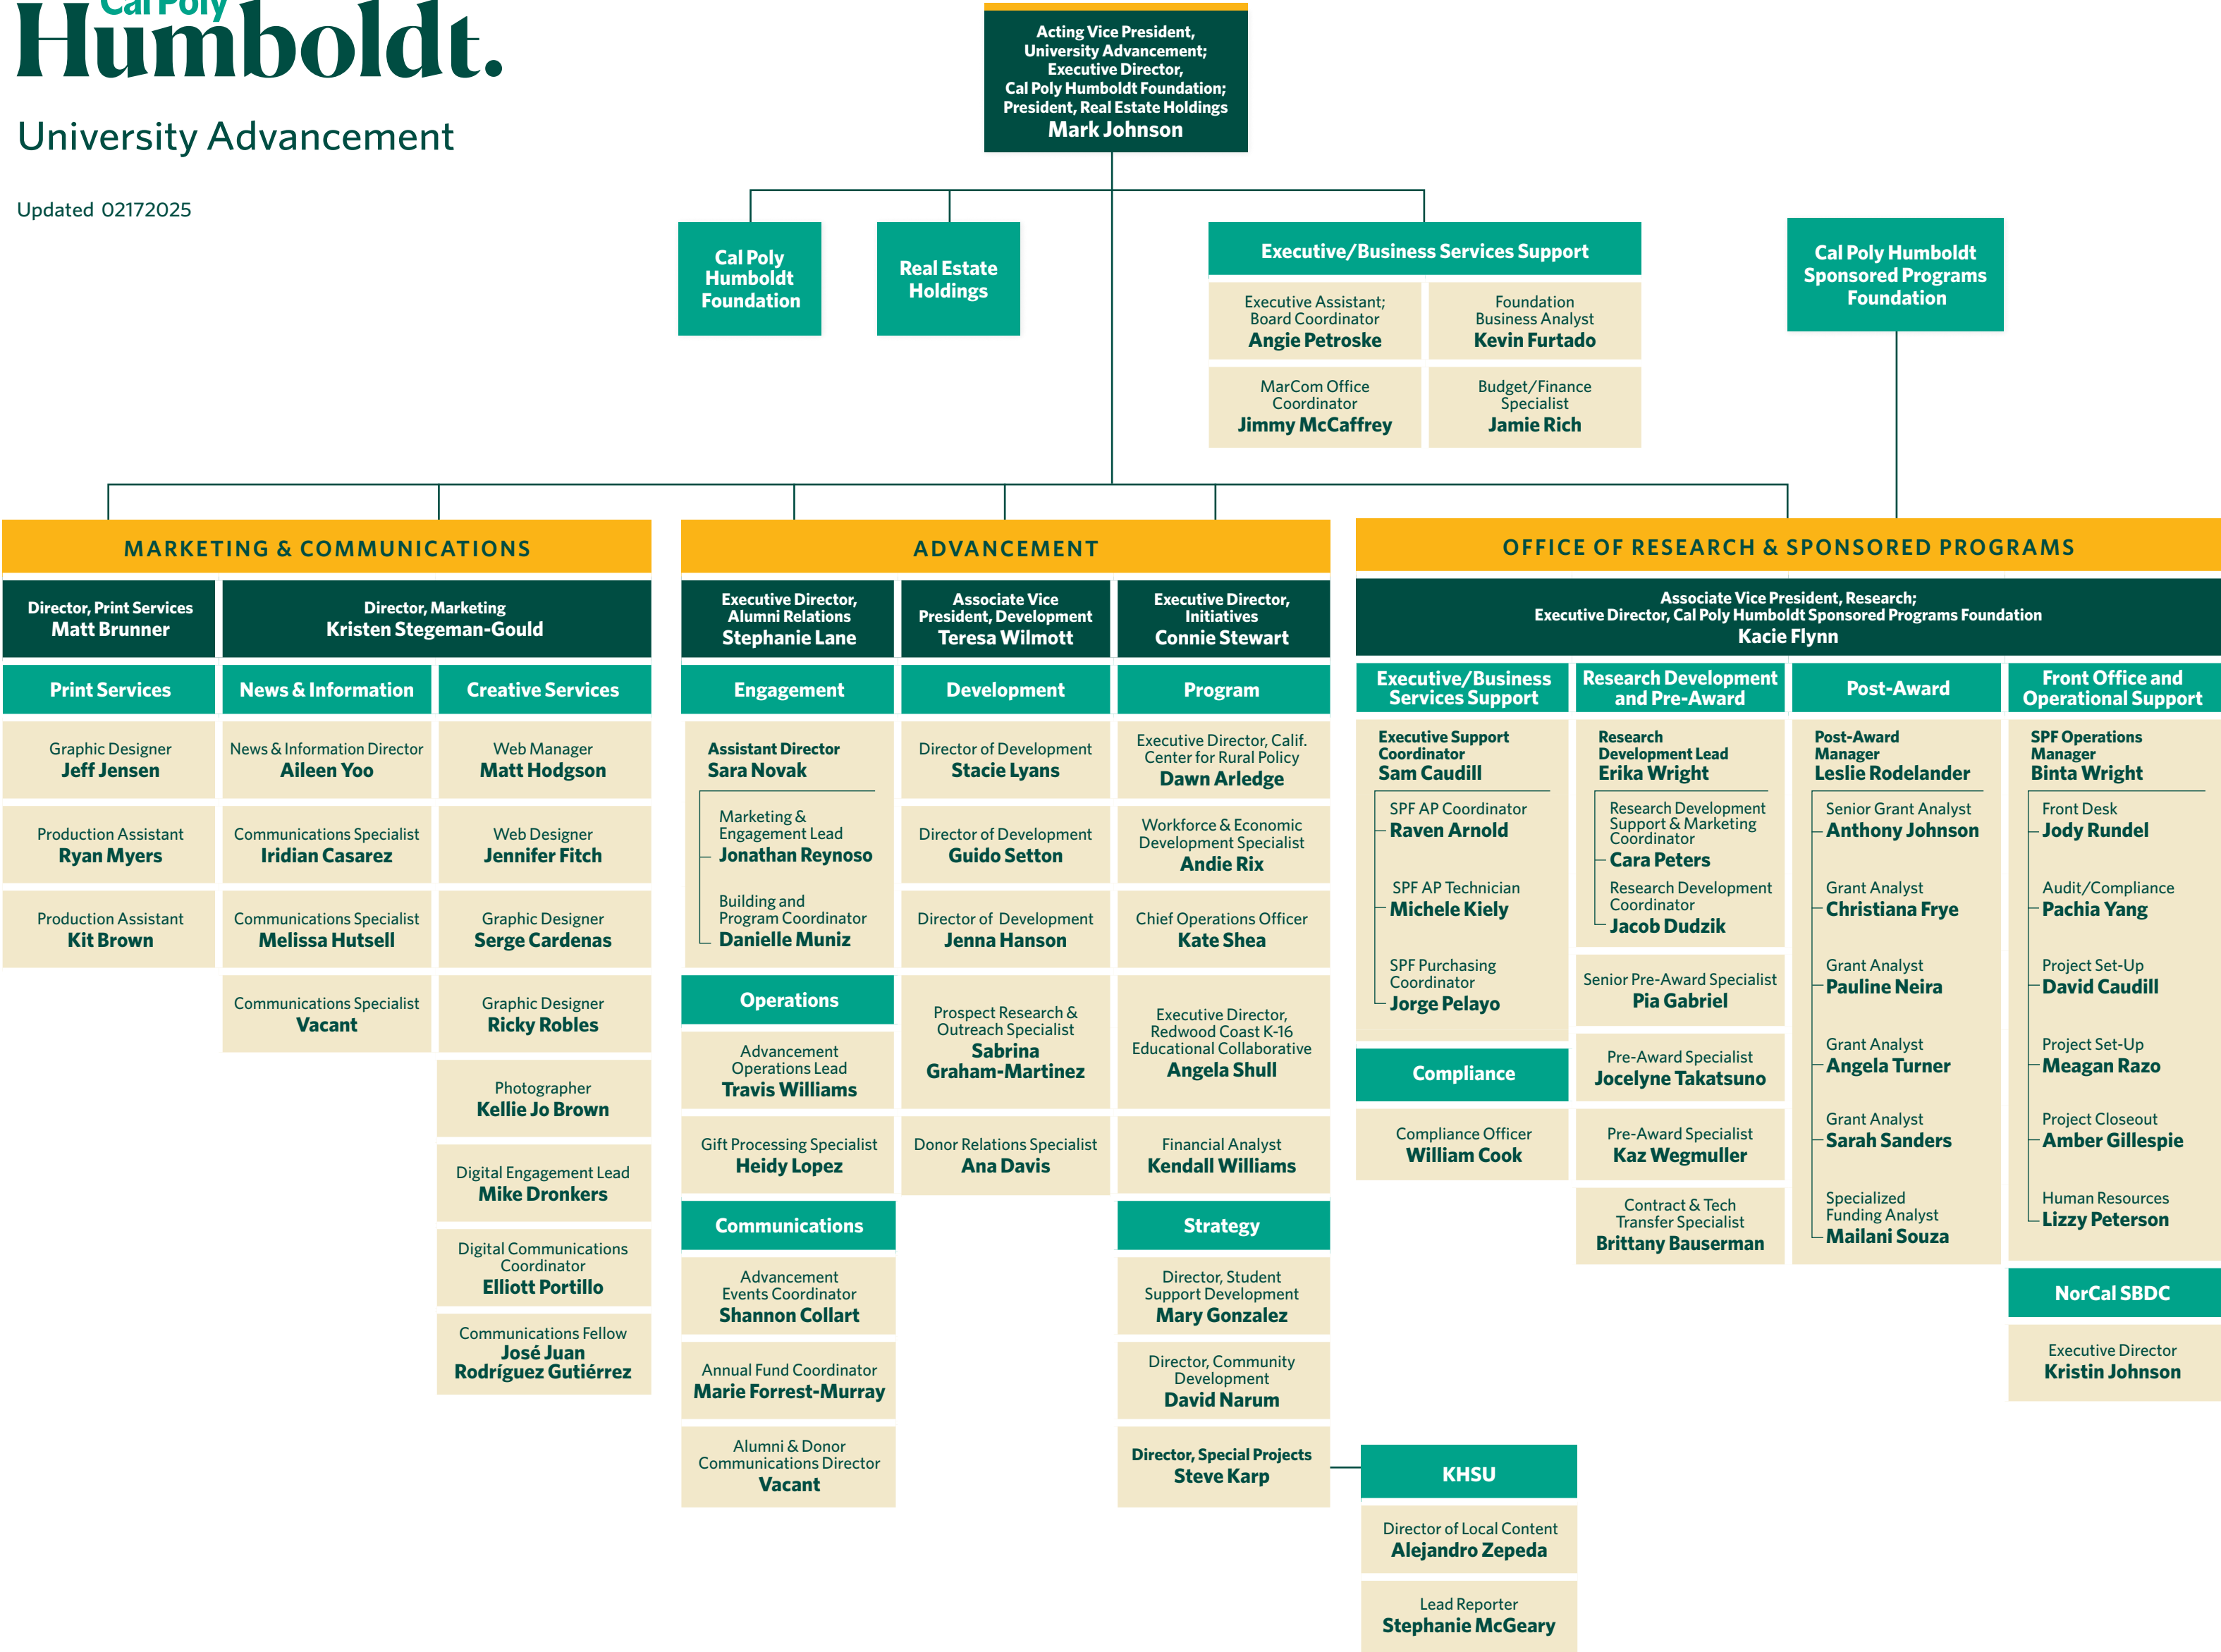 Cal Poly
Humboldt.
University Advancement
Updated 02172025
Acting Vice President,
University Advancement;
Executive Director,
Cal Poly Humboldt Foundation;
President, Real Estate Holdings
Mark Johnson
Cal Poly
Humboldt
Foundation
Real Estate
Holdings
Executive/Business Services Support
Executive Assistant;
Board Coordinator
Angie Petroske
Foundation
Business Analyst
Kevin Furtado
MarCom Office
Coordinator
Jimmy McCaffrey
Budget/Finance
Specialist
Jamie Rich
Cal Poly Humboldt
Sponsored Programs
Foundation
MARKETING & COMMUNICATIONS
Director, Print Services
Matt Brunner
Director, Marketing
Kristen Stegeman-Gould
Print Services
Graphic Designer
Jeff Jensen
Production Assistant
Ryan Myers
Production Assistant
Kit Brown
News & Information
News & Information Director
Aileen Yoo
Communications Specialist
Iridian Casarez
Communications Specialist
Melissa Hutsell
Communications Specialist
Vacant
Creative Services
Web Manager
Matt Hodgson
Web Designer
Jennifer Fitch
Graphic Designer
Serge Cardenas
Graphic Designer
Ricky Robles
Photographer
Kellie Jo Brown
Digital Engagement Lead
Mike Dronkers
Digital Communications
Coordinator
Elliott Portillo
Communications Fellow
José Juan
Rodríguez Gutiérrez
ADVANCEMENT
Executive Director,
Alumni Relations
Stephanie Lane
Engagement
Assistant Director
Sara Novak
Marketing &
Engagement Lead
Jonathan Reynoso
Building and
Program Coordinator
Danielle Muniz
Operations
Advancement
Operations Lead
Travis Williams
Gift Processing Specialist
Heidy Lopez
Communications
Advancement
Events Coordinator
Shannon Collart
Annual Fund Coordinator
Marie Forrest-Murray
Alumni & Donor
Communications Director
Vacant
Associate Vice
President, Development
Teresa Wilmott
Development
Director of Development
Stacie Lyans
Director of Development
Guido Setton
Director of Development
Jenna Hanson
Prospect Research &
Outreach Specialist
Sabrina
Graham-Martinez
Donor Relations Specialist
Ana Davis
Executive Director,
Initiatives
Connie Stewart
Program
Executive Director, Calif.
Center for Rural Policy
Dawn Arledge
Workforce & Economic
Development Specialist
Andie Rix
Chief Operations Officer
Kate Shea
Executive Director,
Redwood Coast K-16
Educational Collaborative
Angela Shull
Financial Analyst
Kendall Williams
Strategy
Director, Student
Support Development
Mary Gonzalez
Director, Community
Development
David Narum
Director, Special Projects
Steve Karp
KHSU
Director of Local Content
Alejandro Zepeda
Lead Reporter
Stephanie McGeary
OFFICE OF RESEARCH & SPONSORED PROGRAMS
Associate Vice President, Research;
Executive Director, Cal Poly Humboldt Sponsored Programs Foundation
Kacie Flynn
Executive/Business
Services Support
Executive Support
Coordinator
Sam Caudill
SPF AP Coordinator
Raven Arnold
SPF AP Technician
Michele Kiely
SPF Purchasing
Coordinator
Jorge Pelayo
Compliance
Compliance Officer
William Cook
Research Development
and Pre-Award
Research
Development Lead
Erika Wright
Research Development
Support & Marketing
Coordinator
Cara Peters
Research Development
Coordinator
Jacob Dudzik
Senior Pre-Award Specialist
Pia Gabriel
Pre-Award Specialist
Jocelyne Takatsuno
Pre-Award Specialist
Kaz Wegmuller
Contract & Tech
Transfer Specialist
Brittany Bauserman
Post-Award
Post-Award
Manager
Leslie Rodelander
Senior Grant Analyst
Anthony Johnson
Grant Analyst
Christiana Frye
Grant Analyst
Pauline Neira
Grant Analyst
Angela Turner
Grant Analyst
Sarah Sanders
Specialized
Funding Analyst
Mailani Souza
Front Office and
Operational Support
SPF Operations
Manager
Binta Wright
Front Desk
Jody Rundel
Audit/Compliance
Pachia Yang
Project Set-Up
David Caudill
Project Set-Up
Meagan Razo
Project Closeout
Amber Gillespie
Human Resources
Lizzy Peterson
NorCal SBDC
Executive Director
Kristin Johnson